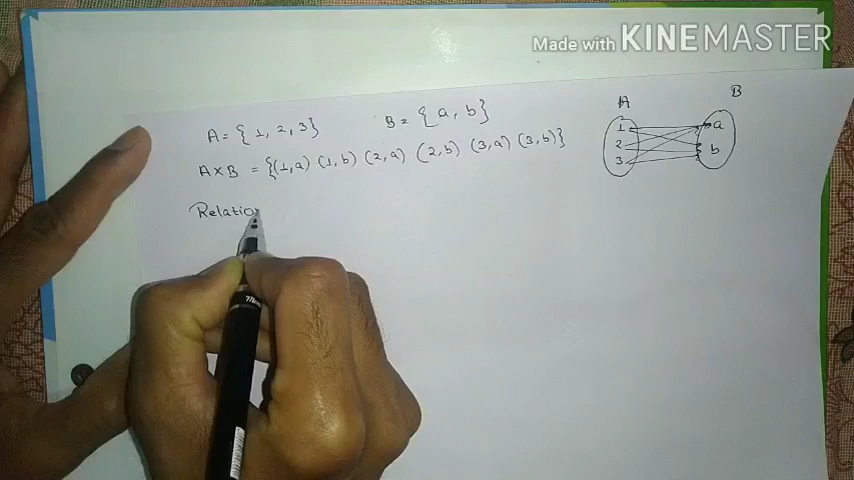 Made with KINEMASTER
A = {1, 2, 3} B = {a, b}
A × B = {(1,a) (1,b) (2,a) (2,b) (3,a) (3,b)}
A B
1 a
2 b
3
Relatio